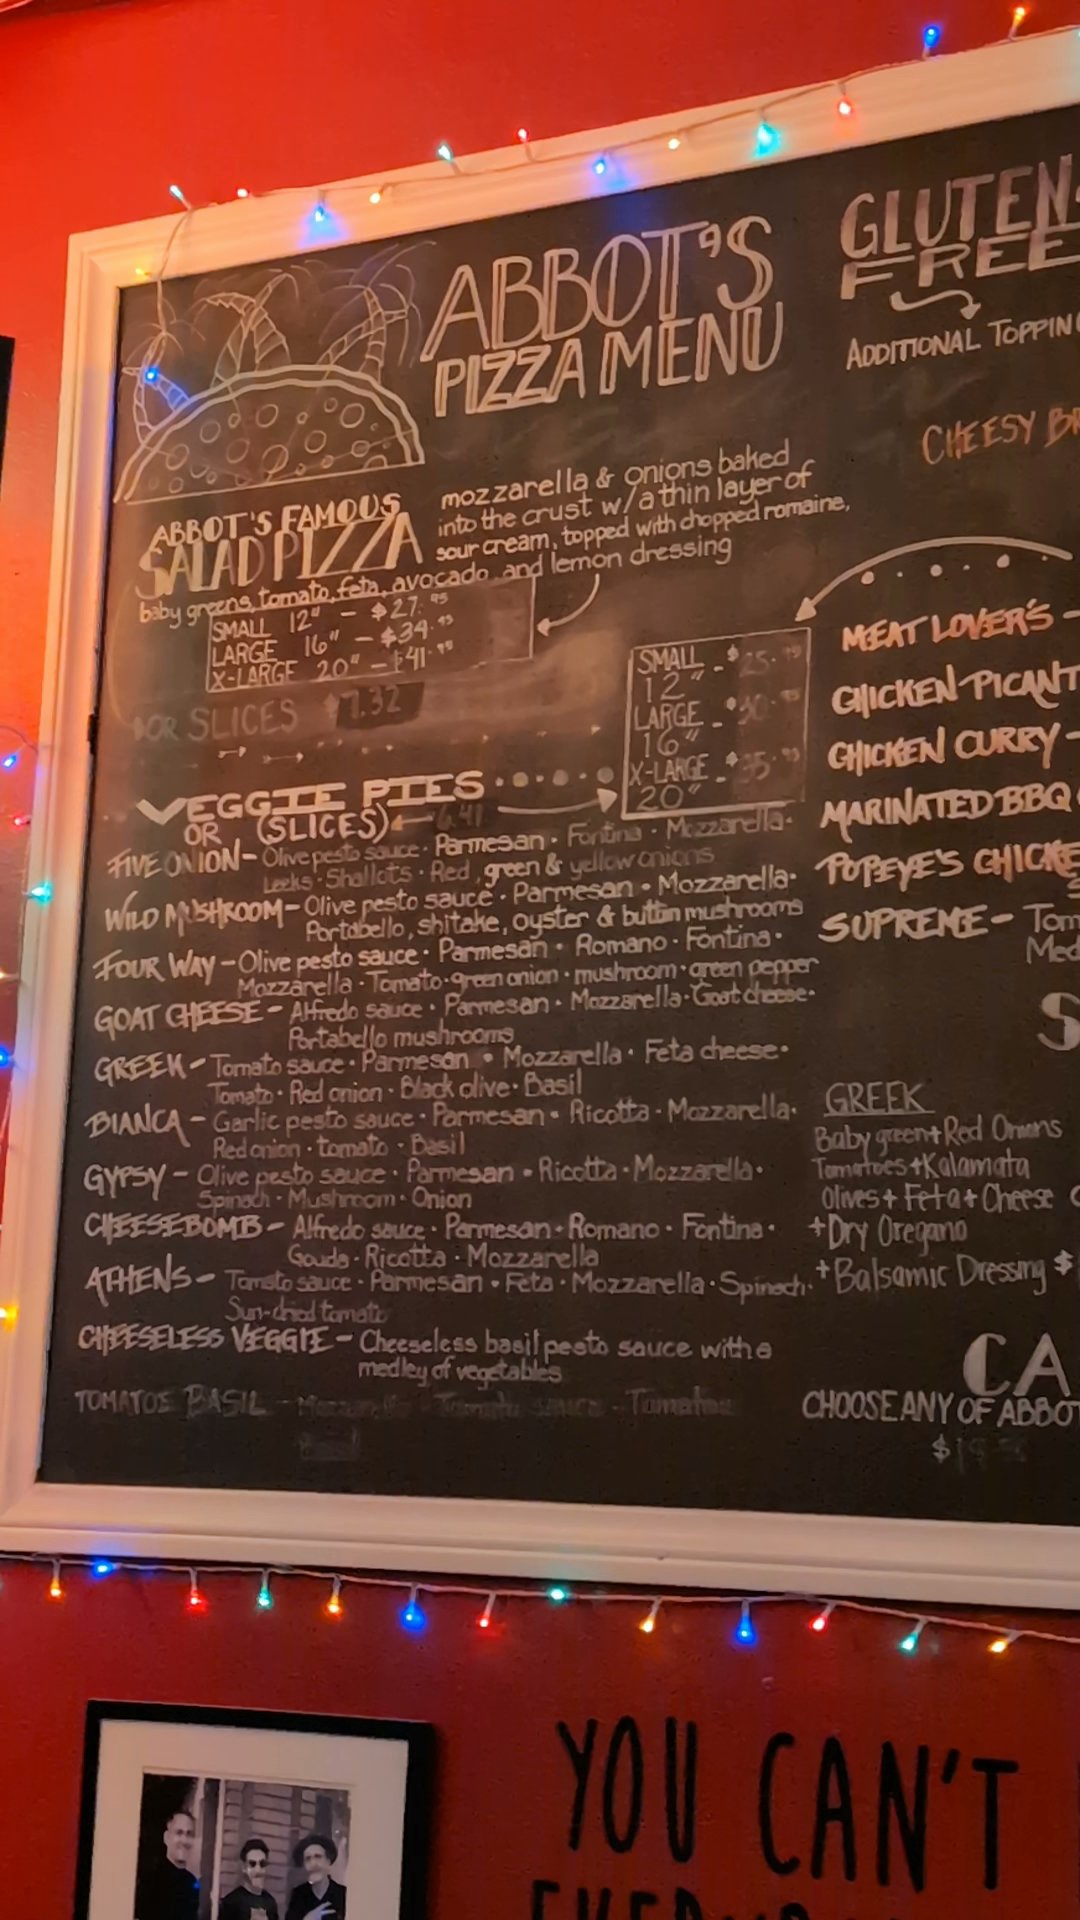 ABBOT'S
PIZZA MENU
ABBOT'S FAMOUS
SALAD PIZZA
mozzarella & onions baked
into the crust w/ a thin layer of
sour cream, topped with chopped romaine,
baby greens, tomato, feta, avocado, and lemon dressing
SMALL 12" - $27.95
LARGE 16" - $34.95
X-LARGE 20" - $41.95
OR SLICES $7.32
SMALL - $25.
12"
LARGE - $
16"
X-LARGE - $
20"
VEGGIE PIES
OR (SLICES) 6.41
FIVE ONION - Olive pesto sauce · Parmesan · Fontina · Mozzarella ·
Leeks · Shallots · Red, green & yellow onions
WILD MUSHROOM - Olive pesto sauce · Parmesan · Mozzarella ·
Portobello, shitake, oyster & button mushrooms
FOUR WAY - Olive pesto sauce · Parmesan · Romano · Fontina ·
Mozzarella · Tomato · green onion · mushroom · green pepper
GOAT CHEESE - Alfredo sauce · Parmesan · Mozzarella · Goat cheese ·
Portabello mushrooms
GREEK - Tomato sauce · Parmesan · Mozzarella · Feta cheese ·
Tomato · Red onion · Black olive · Basil
BIANCA - Garlic pesto sauce · Parmesan · Ricotta · Mozzarella ·
Red onion · tomato · Basil
GYPSY - Olive pesto sauce · Parmesan · Ricotta · Mozzarella ·
Spinach · Mushroom · Onion
CHEESEBOMB - Alfredo sauce · Parmesan · Romano · Fontina ·
Gouda · Ricotta · Mozzarella
ATHENS - Tomato sauce · Parmesan · Feta · Mozzarella · Spinach ·
Sun-dried tomato
CHEESELESS VEGGIE - Cheeseless basil pesto sauce with a
medley of vegetables
TOMATOE BASIL - Mozzarella · Tomato sauce · Tomatoe
GLUTEN-
FREE
ADDITIONAL TOPPIN
CHEESY B
MEAT LOVER'S -
CHICKEN PICANT
CHICKEN CURRY -
MARINATED BBQ
POPEYE'S CHICKE
SUPREME - Tom
Med
S
GREEK
Baby green + Red Onions
Tomatoes + Kalamata
Olives + Feta + Cheese
+ Dry Oregano
+ Balsamic Dressing $
CA
CHOOSE ANY OF ABBOT
$
YOU CAN'T